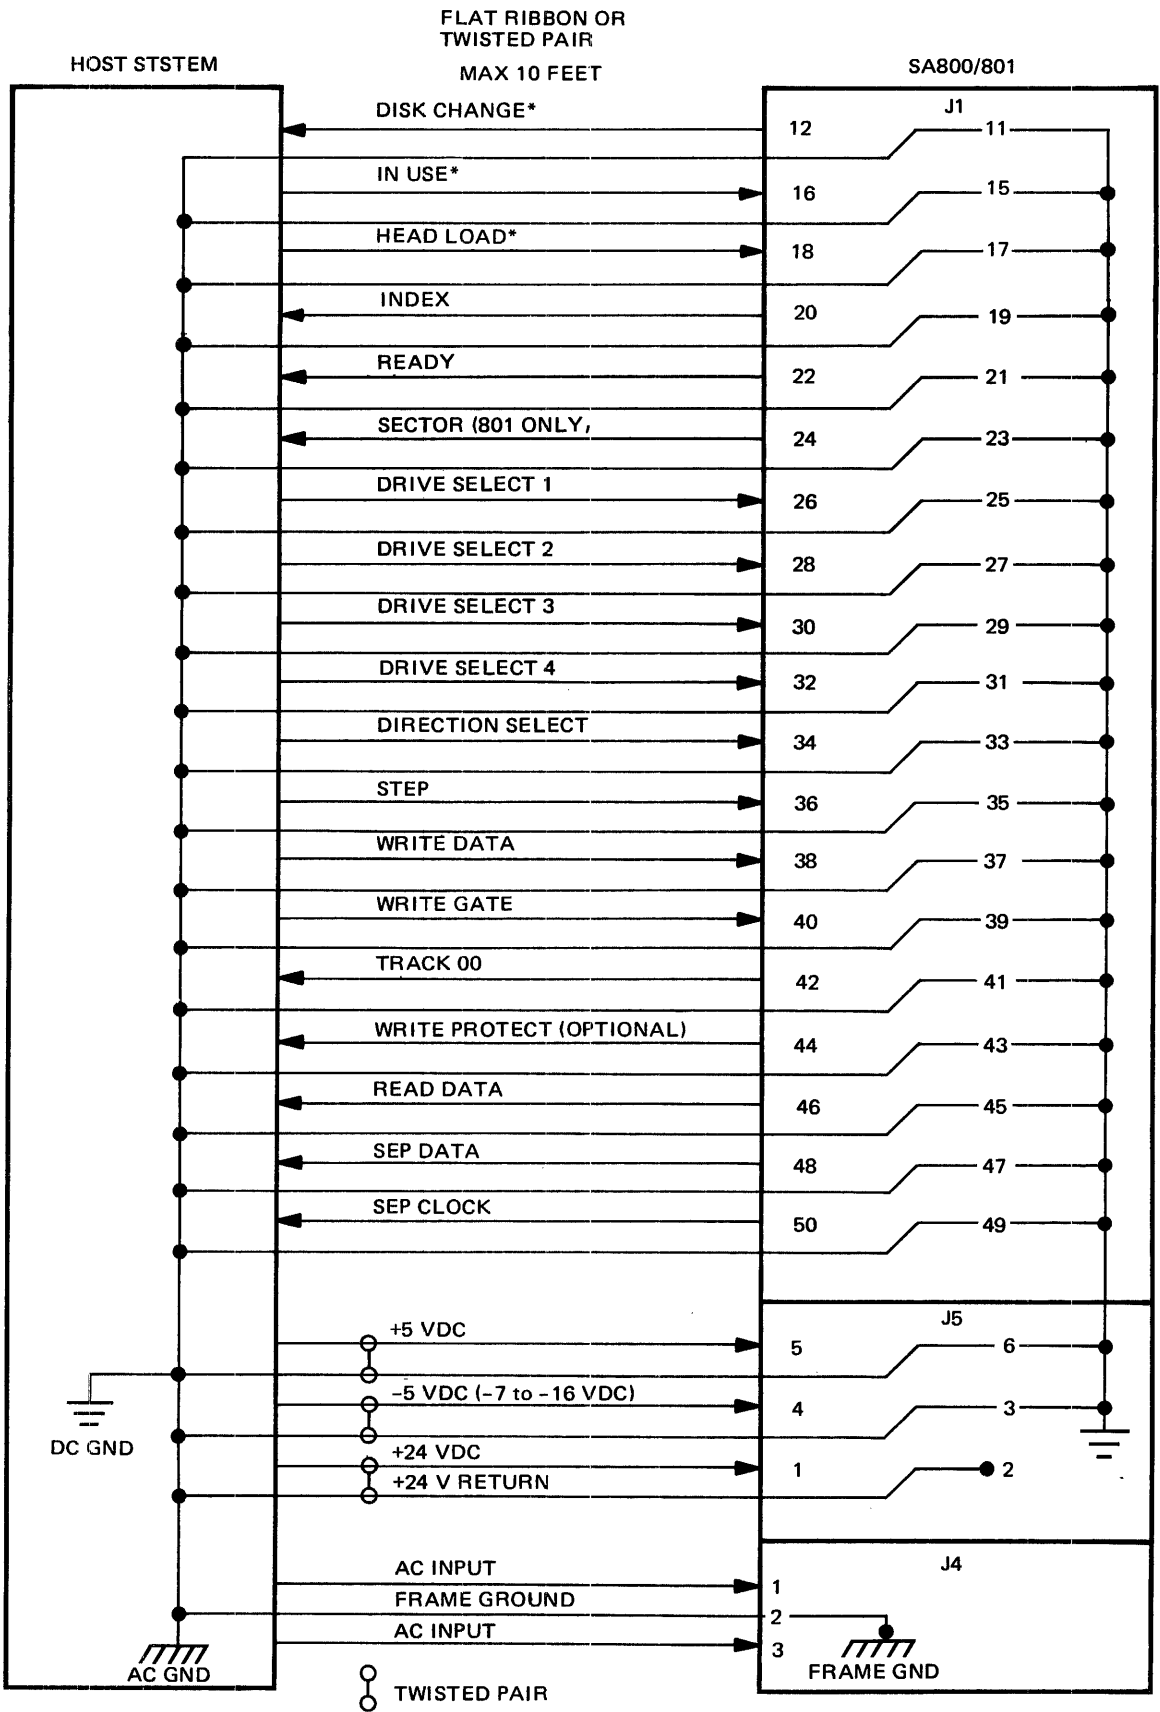 FLAT RIBBON OR
TWISTED PAIR
HOST STSTEM
MAX 10 FEET
SA800/801
J1
DISK CHANGE*
12
11
IN USE*
16
15
HEAD LOAD*
18
17
INDEX
20
19
READY
22
21
SECTOR (801 ONLY,
24
23
DRIVE SELECT 1
26
25
DRIVE SELECT 2
28
27
DRIVE SELECT 3
30
29
DRIVE SELECT 4
32
31
DIRECTION SELECT
34
33
STEP
36
35
WRITE DATA
38
37
WRITE GATE
40
39
TRACK 00
42
41
WRITE PROTECT (OPTIONAL)
44
43
READ DATA
46
45
SEP DATA
48
47
SEP CLOCK
50
49
J5
+5 VDC
5
6
-5 VDC (-7 to -16 VDC)
4
3
DC GND
+24 VDC
1
2
+24 V RETURN
J4
AC INPUT
1
FRAME GROUND
2
AC INPUT
3
AC GND
FRAME GND
TWISTED PAIR